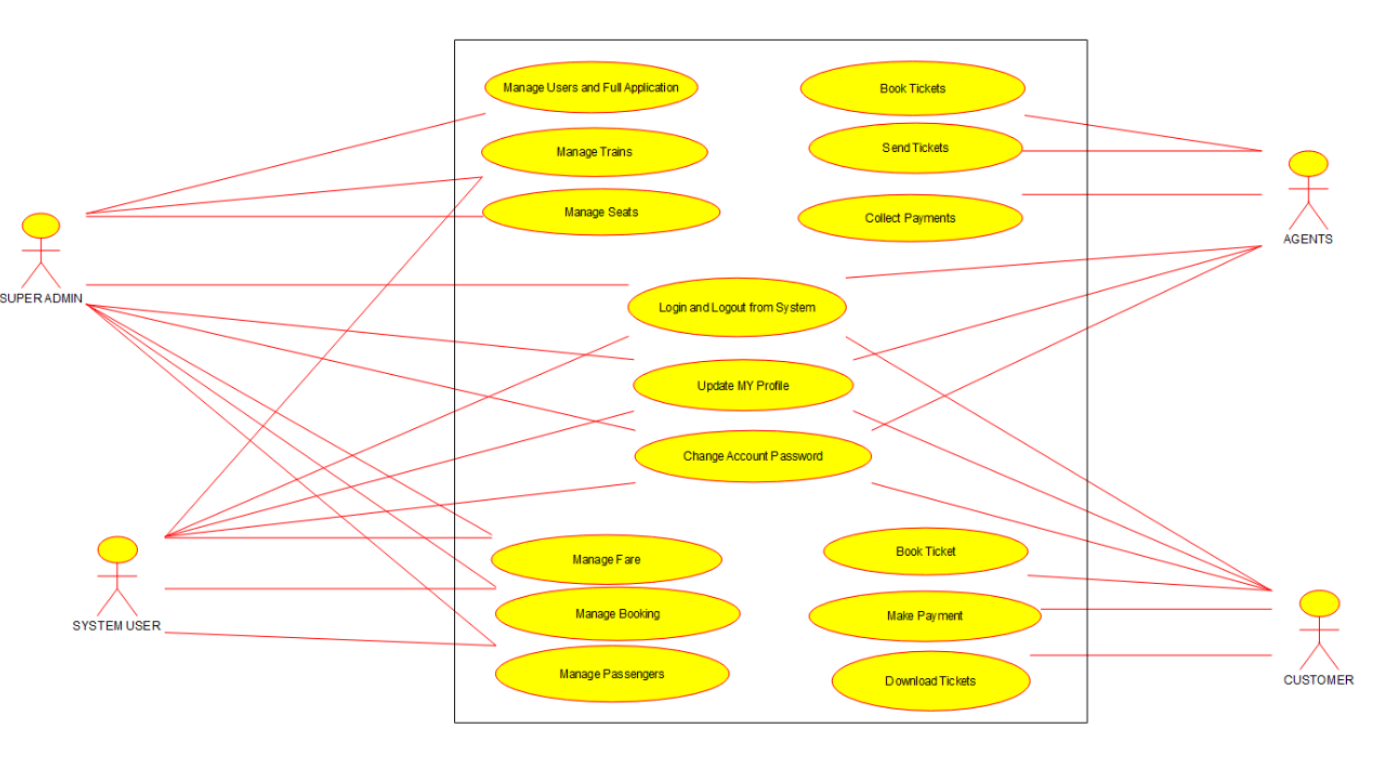 Manage Users and Full Application
Book Tickets
Manage Trains
Send Tickets
Manage Seats
Collect Payments
AGENTS
SUPER ADMIN
Login and Logout from System
Update MY Profile
Change Account Password
Manage Fare
Book Ticket
Manage Booking
Make Payment
SYSTEM USER
Manage Passengers
Download Tickets
CUSTOMER